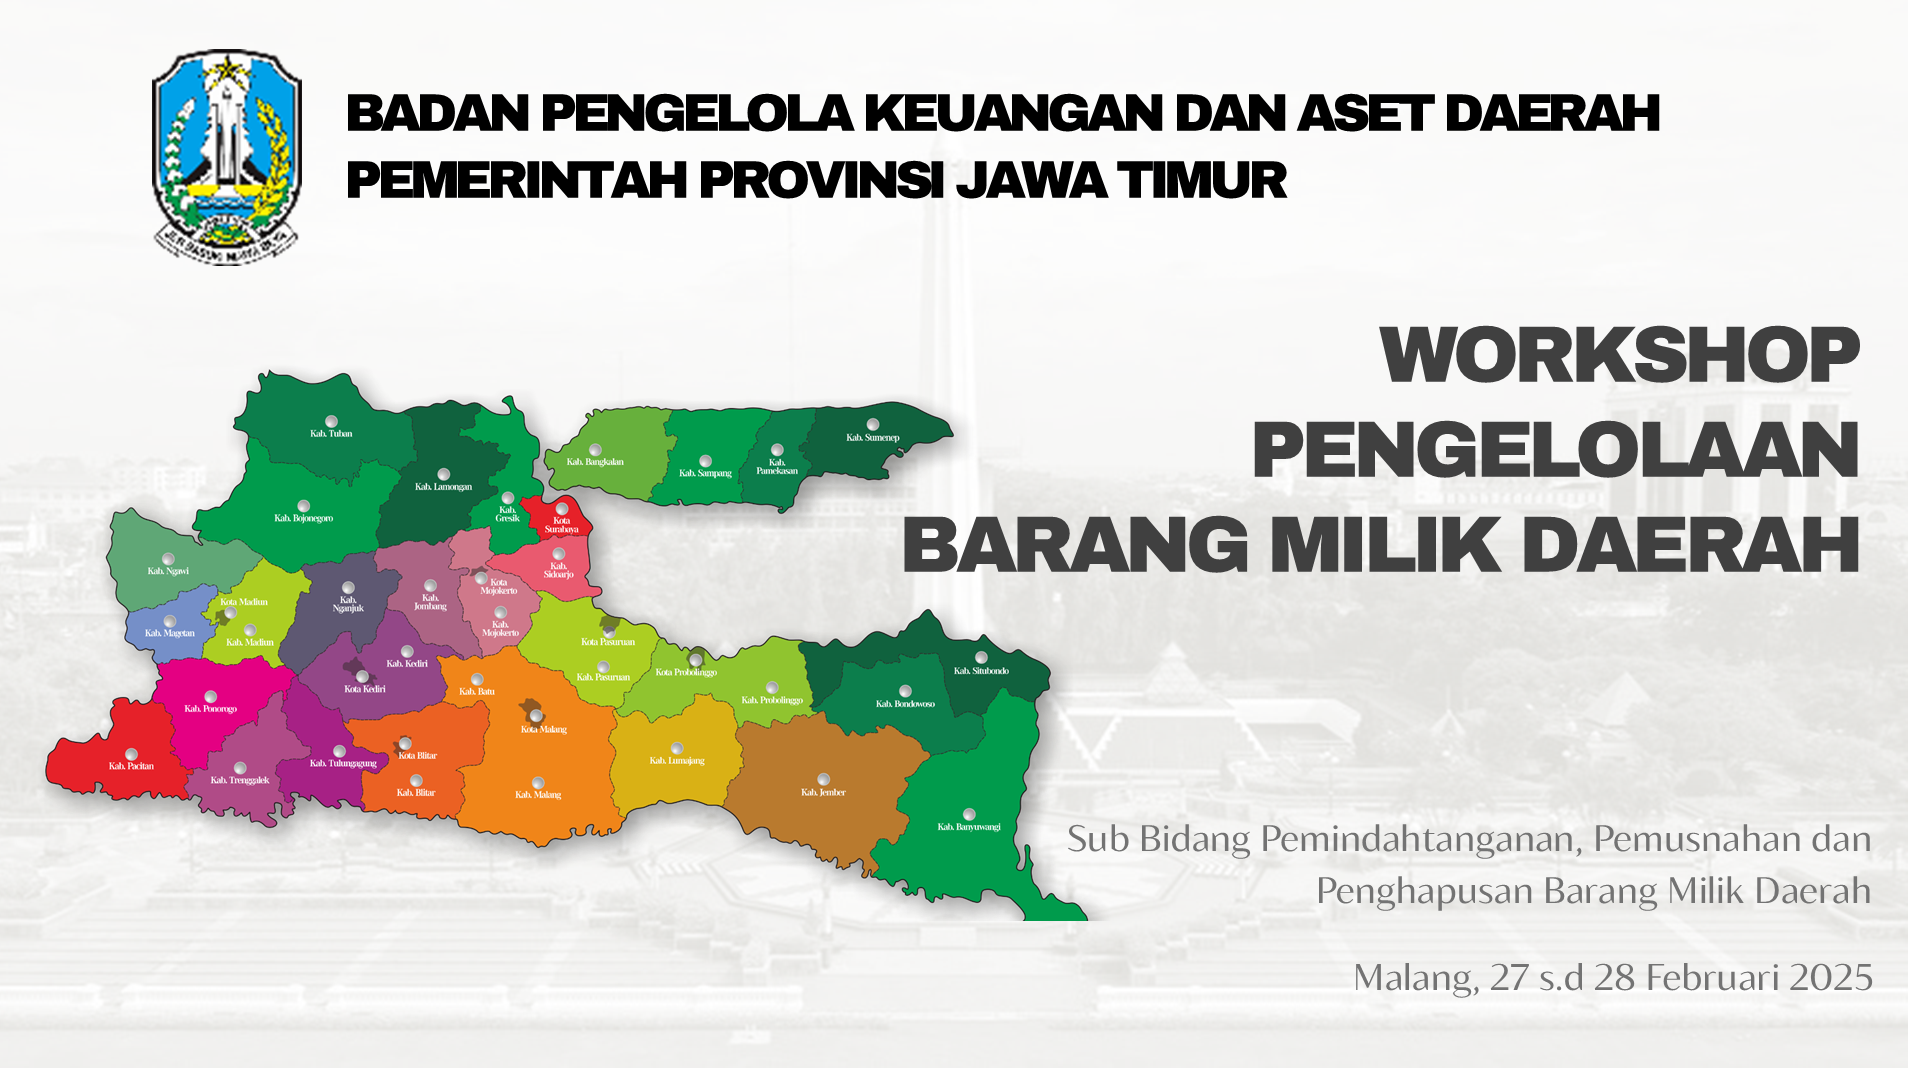 BADAN PENGELOLA KEUANGAN DAN ASET DAERAH
PEMERINTAH PROVINSI JAWA TIMUR
WORKSHOP
PENGELOLAAN
BARANG MILIK DAERAH
Kab. Tuban
Kab. Bojonegoro
Kab. Lamongan
Kab.
Gresik
Kota
Surabaya
Kab. Bangkalan
Kab. Sampang
Kab.
Pamekasan
Kab. Sumenep
Kab. Ngawi
Kab. Magetan
Kota Madiun
Kab. Madiun
Kab.
Nganjuk
Kab.
Jombang
Kota
Mojokerto
Kab.
Mojokerto
Kab.
Sidoarjo
Kab. Kediri
Kota Kediri
Kab. Batu
Kota Pasuruan
Kab. Pasuruan
Kota Probolinggo
Kab. Probolinggo
Kab. Bondowoso
Kab. Situbondo
Kab. Ponorogo
Kab. Pacitan
Kab. Trenggalek
Kab. Tulungagung
Kota Blitar
Kab. Blitar
Kota Malang
Kab. Malang
Kab. Lumajang
Kab. Jember
Kab. Banyuwangi
Sub Bidang Pemindahtanganan, Pemusnahan dan
Penghapusan Barang Milik Daerah
Malang, 27 s.d 28 Februari 2025